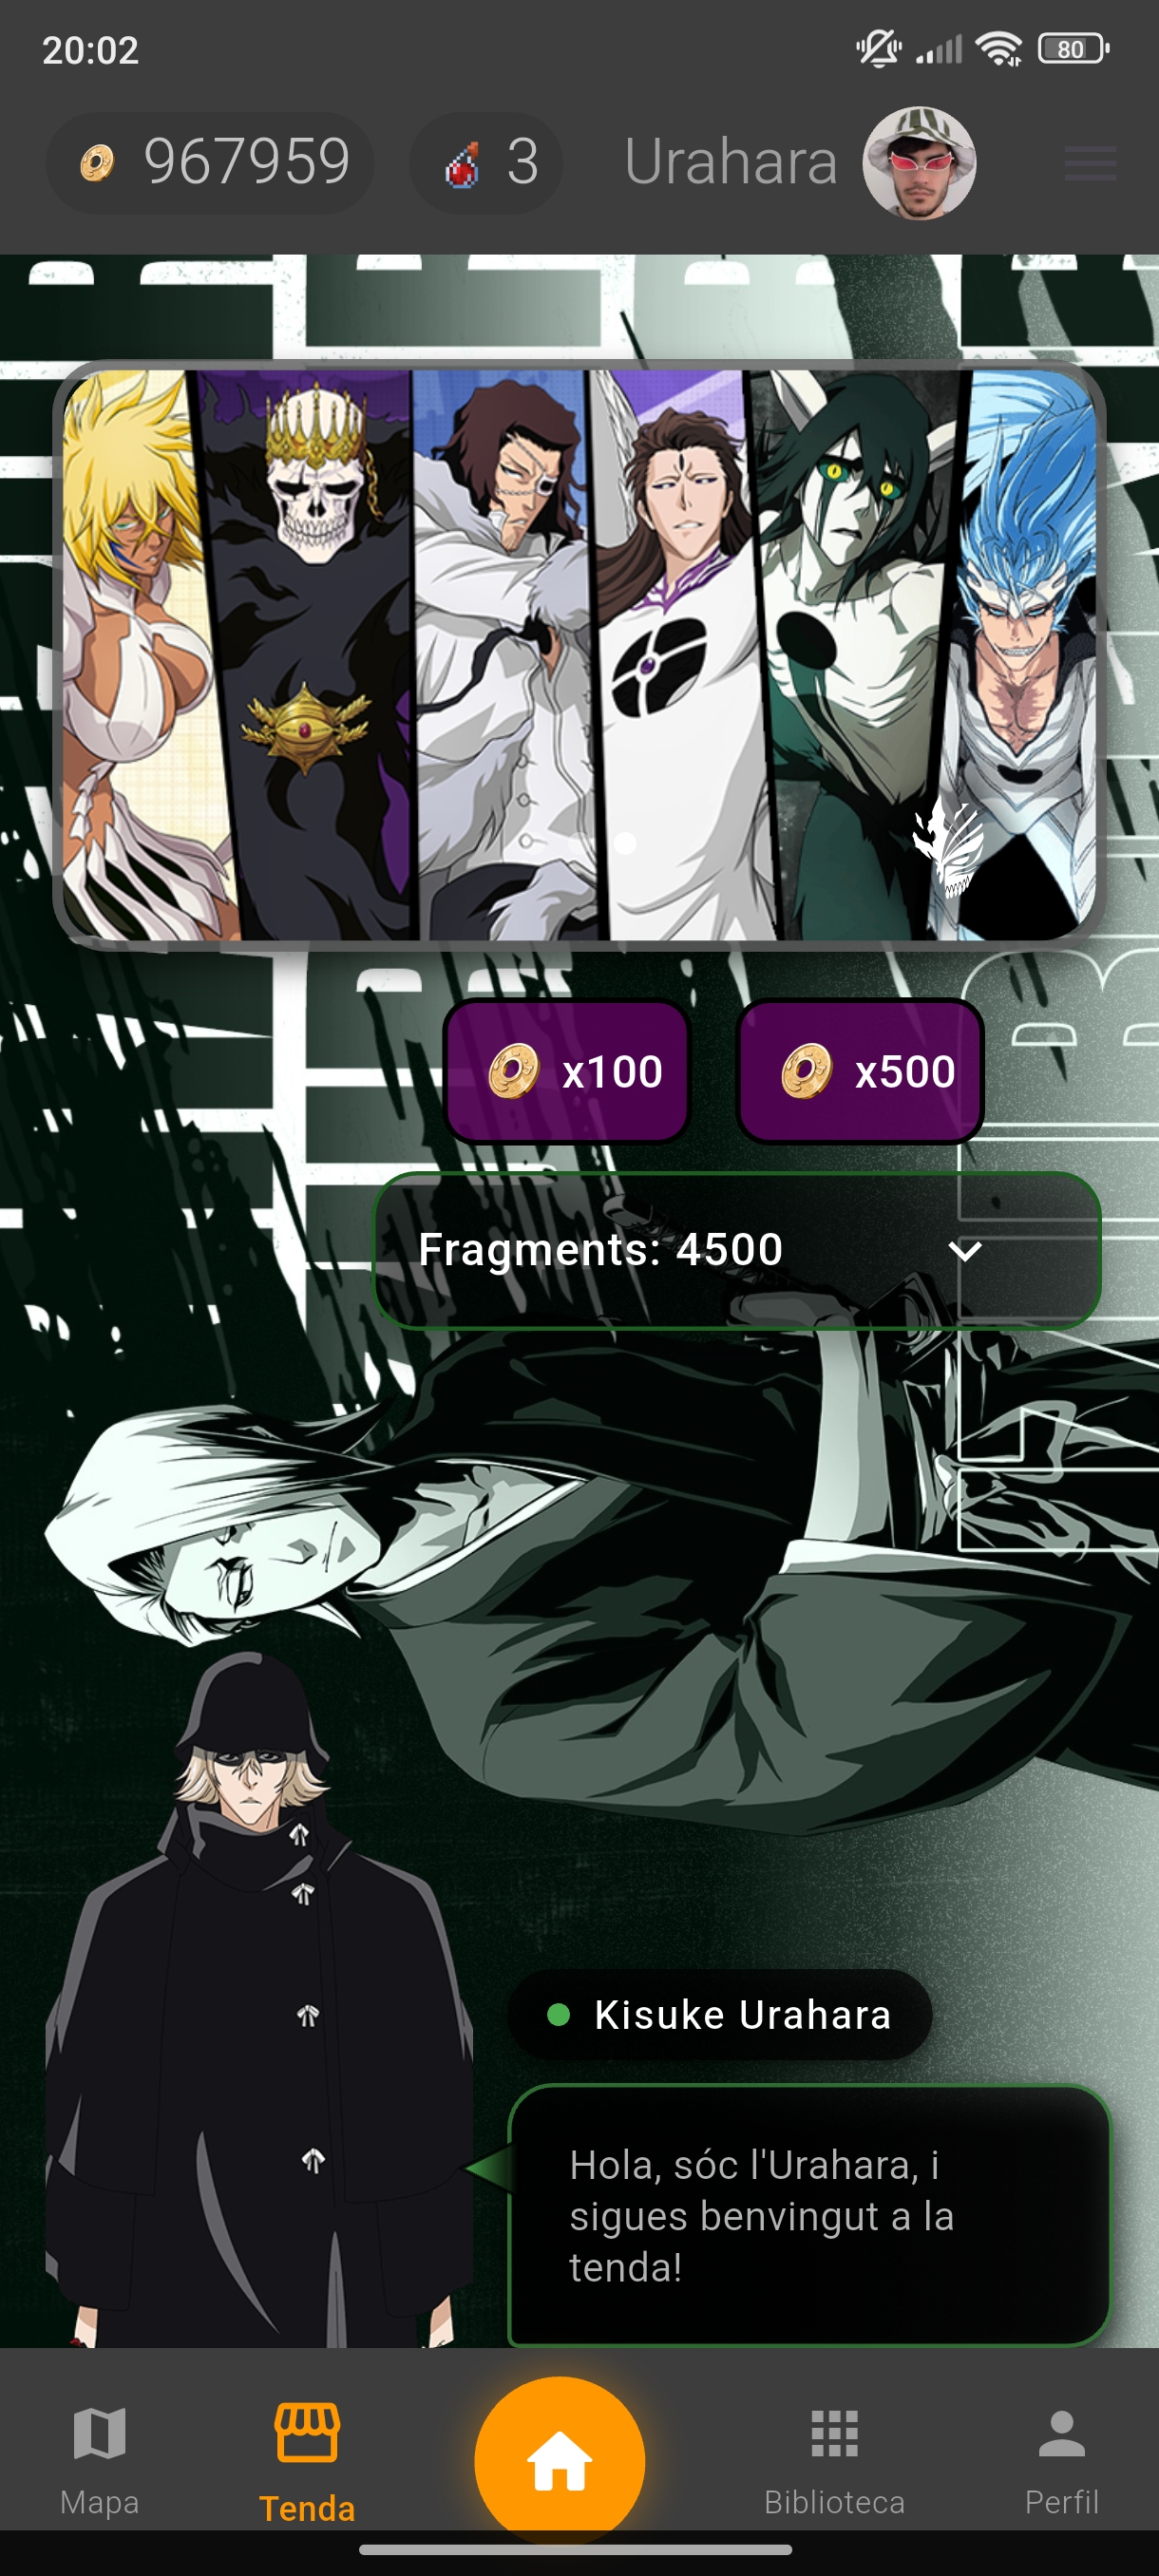 20:02
80
967959
3
Urahara
x100
x500
Fragments: 4500
Kisuke Urahara
Hola, sóc l'Urahara, i
sigues benvingut a la
tenda!
Mapa
Tenda
Biblioteca
Perfil